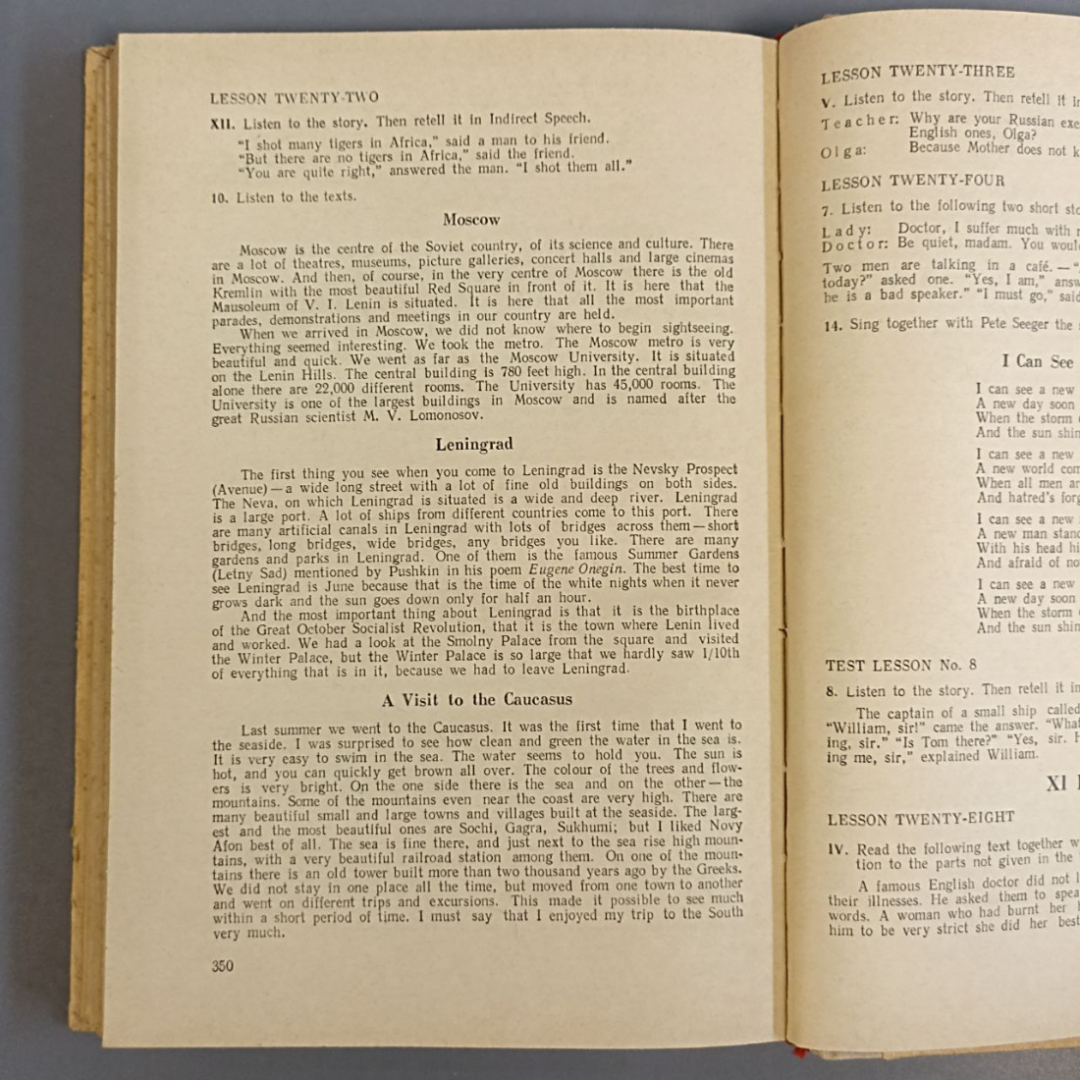 LESSON TWENTY-TWO
XII. Listen to the story. Then retell it in Indirect Speech.
"I shot many tigers in Africa," said a man to his friend.
"But there are no tigers in Africa," said the friend.
"You are quite right," answered the man. "I shot them all."
10. Listen to the texts.
Moscow
Moscow is the centre of the Soviet country, of its science and culture. There
are a lot of theatres, museums, picture galleries, concert halls and large cinemas
in Moscow. And then, of course, in the very centre of Moscow there is the old
Kremlin with the most beautiful Red Square in front of it. It is here that the
Mausoleum of V. I. Lenin is situated. It is here that all the most important
parades, demonstrations and meetings in our country are held.
When we arrived in Moscow, we did not know where to begin sightseeing.
Everything seemed interesting. We took the metro. The Moscow metro is very
beautiful and quick. We went as far as the Moscow University. It is situated
on the Lenin Hills. The central building is 780 feet high. In the central building
alone there are 22,000 different rooms. The University has 45,000 rooms. The
University is one of the largest buildings in Moscow and is named after the
great Russian scientist M. V. Lomonosov.
Leningrad
The first thing you see when you come to Leningrad is the Nevsky Prospect
(Avenue) — a wide long street with a lot of fine old buildings on both sides.
The Neva, on which Leningrad is situated is a wide and deep river. Leningrad
is a large port. A lot of ships from different countries come to this port. There
are many artificial canals in Leningrad with lots of bridges across them — short
bridges, long bridges, wide bridges, any bridges you like. There are many
gardens and parks in Leningrad. One of them is the famous Summer Gardens
(Letny Sad) mentioned by Pushkin in his poem Eugene Onegin. The best time to
see Leningrad is June because that is the time of the white nights when it never
grows dark and the sun goes down only for half an hour.
And the most important thing about Leningrad is that it is the birthplace
of the Great October Socialist Revolution, that it is the town where Lenin lived
and worked. We had a look at the Smolny Palace from the square and visited
the Winter Palace, but the Winter Palace is so large that we hardly saw 1/10th
of everything that is in it, because we had to leave Leningrad.
A Visit to the Caucasus
Last summer we went to the Caucasus. It was the first time that I went to
the seaside. I was surprised to see how clean and green the water in the sea is.
It is very easy to swim in the sea. The water seems to hold you. The sun is
hot, and you can quickly get brown all over. The colour of the trees and flow-
ers is very bright. On the one side there is the sea and on the other — the
mountains. Some of the mountains even near the coast are very high. There are
many beautiful small and large towns and villages built at the seaside. The larg-
est and the most beautiful ones are Sochi, Gagra, Sukhumi; but I liked Novy
Afon best of all. The sea is fine there, and just next to the sea rise high moun-
tains, with a very beautiful railroad station among them. On one of the moun-
tains there is an old tower built more than two thousand years ago by the Greeks.
We did not stay in one place all the time, but moved from one town to another
and went on different trips and excursions. This made it possible to see much
within a short period of time. I must say that I enjoyed my trip to the South
very much.
350
LESSON TWENTY-THREE
V. Listen to the story. Then retell it
Teacher: Why are your Russian
English ones, Olga?
Olga: Because Mother does not
LESSON TWENTY-FOUR
7. Listen to the following two short
Lady: Doctor, I suffer much with
Doctor: Be quiet, madam. You
Two men are talking in a café. — "
today?" asked one. "Yes, I am,"
he is a bad speaker." "I must go,"
14. Sing together with Pete Seeger the
I Can See
I can see a new
A new day soon
When the storm
And the sun
I can see a new
A new world
When all men
And hatred's
I can see a new
A new man
With his head
And afraid of
I can see a new
A new day soon
When the storm
And the sun
TEST LESSON No. 8
8. Listen to the story. Then retell it
The captain of a small ship called
"William, sir!" came the answer.
ing, sir." "Is Tom there?" "Yes, sir.
ing me, sir," explained William.
XI
LESSON TWENTY-EIGHT
IV. Read the following text together
tion to the parts not given in the
A famous English doctor did not
their illnesses. He asked them to
words. A woman who had burnt her
him to be very strict she did her best